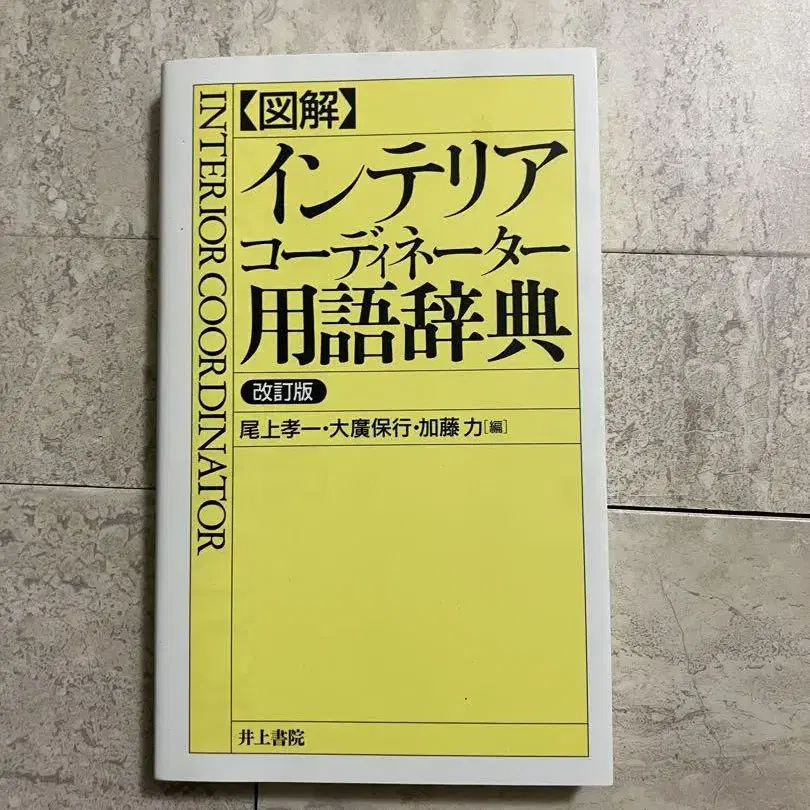 【図解】
インテリア
コーディネーター
用語辞典
改訂版
尾上孝一・大廣保行・加藤 力[編]
井上書院
INTERIOR COORDINATOR